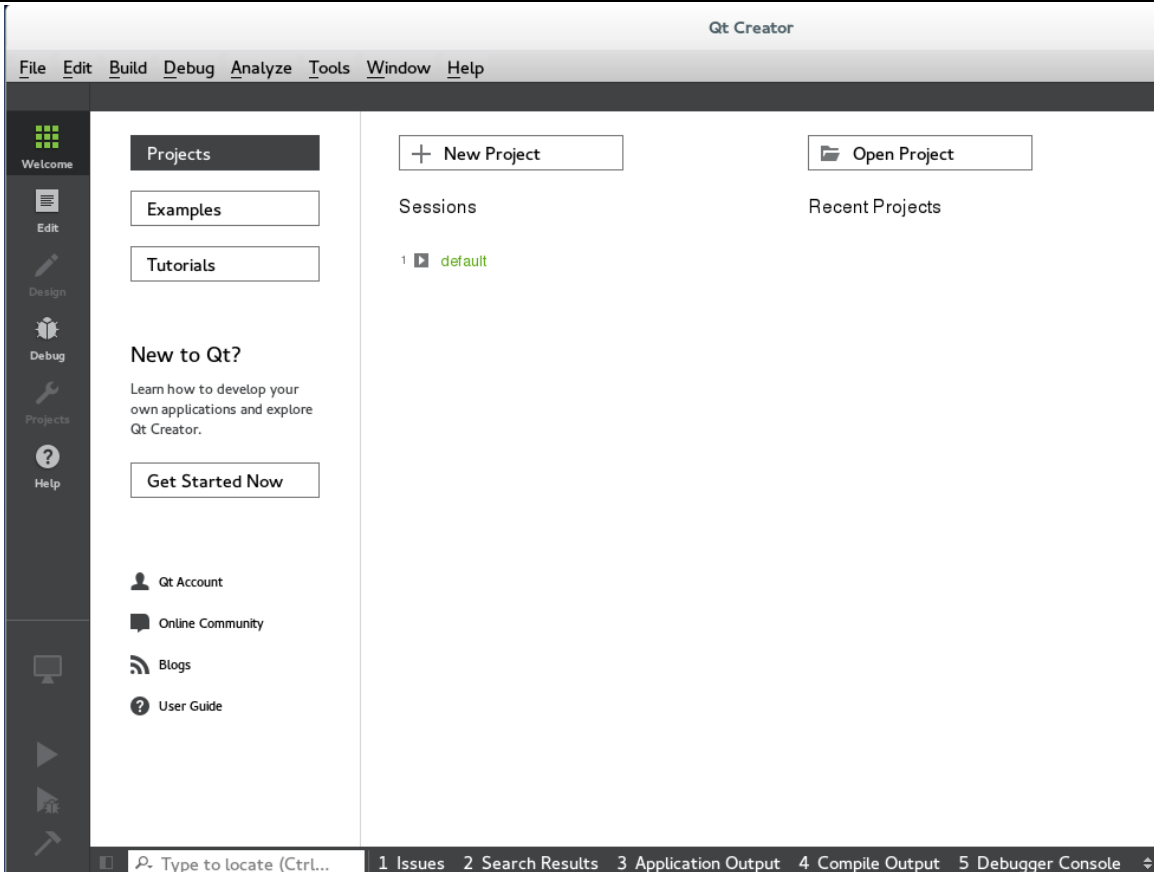 Qt Creator
File Edit Build Debug Analyze Tools Window Help
Welcome
Edit
Design
Debug
Projects
Help
Projects
Examples
Tutorials
New to Qt?
Learn how to develop your
own applications and explore
Qt Creator.
Get Started Now
Qt Account
Online Community
Blogs
User Guide
New Project
Open Project
Sessions
Recent Projects
1 default
Type to locate (Ctrl...
1 Issues 2 Search Results 3 Application Output 4 Compile Output 5 Debugger Console